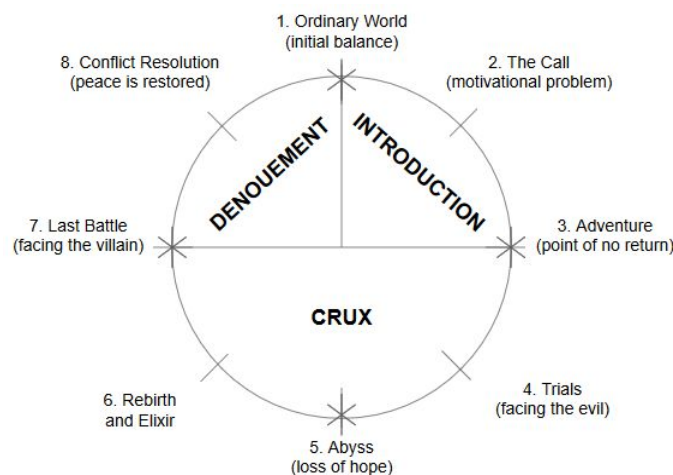 1. Ordinary World
(initial balance)
8. Conflict Resolution
(peace is restored)
2. The Call
(motivational problem)
DENOUEMENT
INTRODUCTION
7. Last Battle
(facing the villain)
3. Adventure
(point of no return)
CRUX
6. Rebirth
and Elixir
4. Trials
(facing the evil)
5. Abyss
(loss of hope)